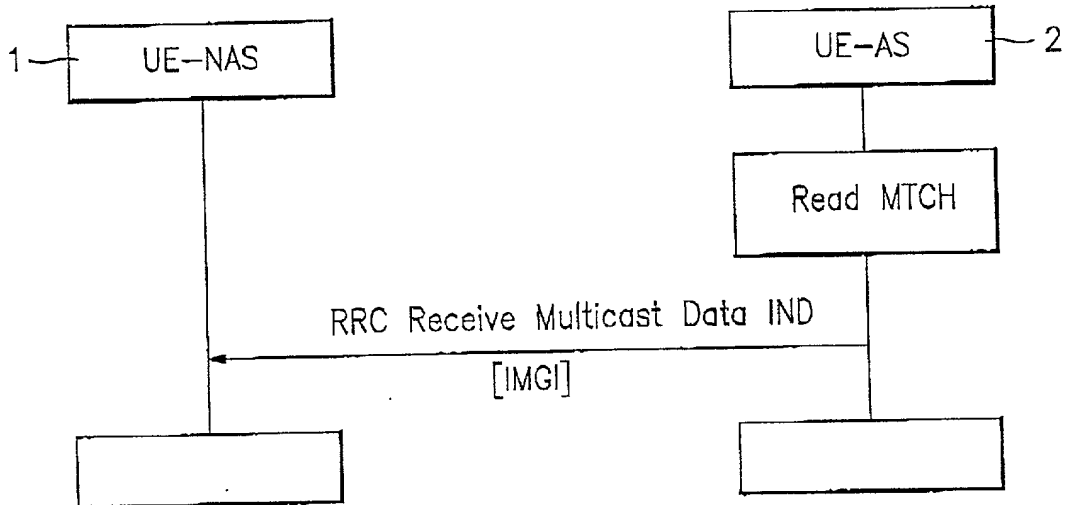 1 UE-NAS UE-AS 2
Read MTCH
RRC Receive Multicast Data IND
[IMGI]